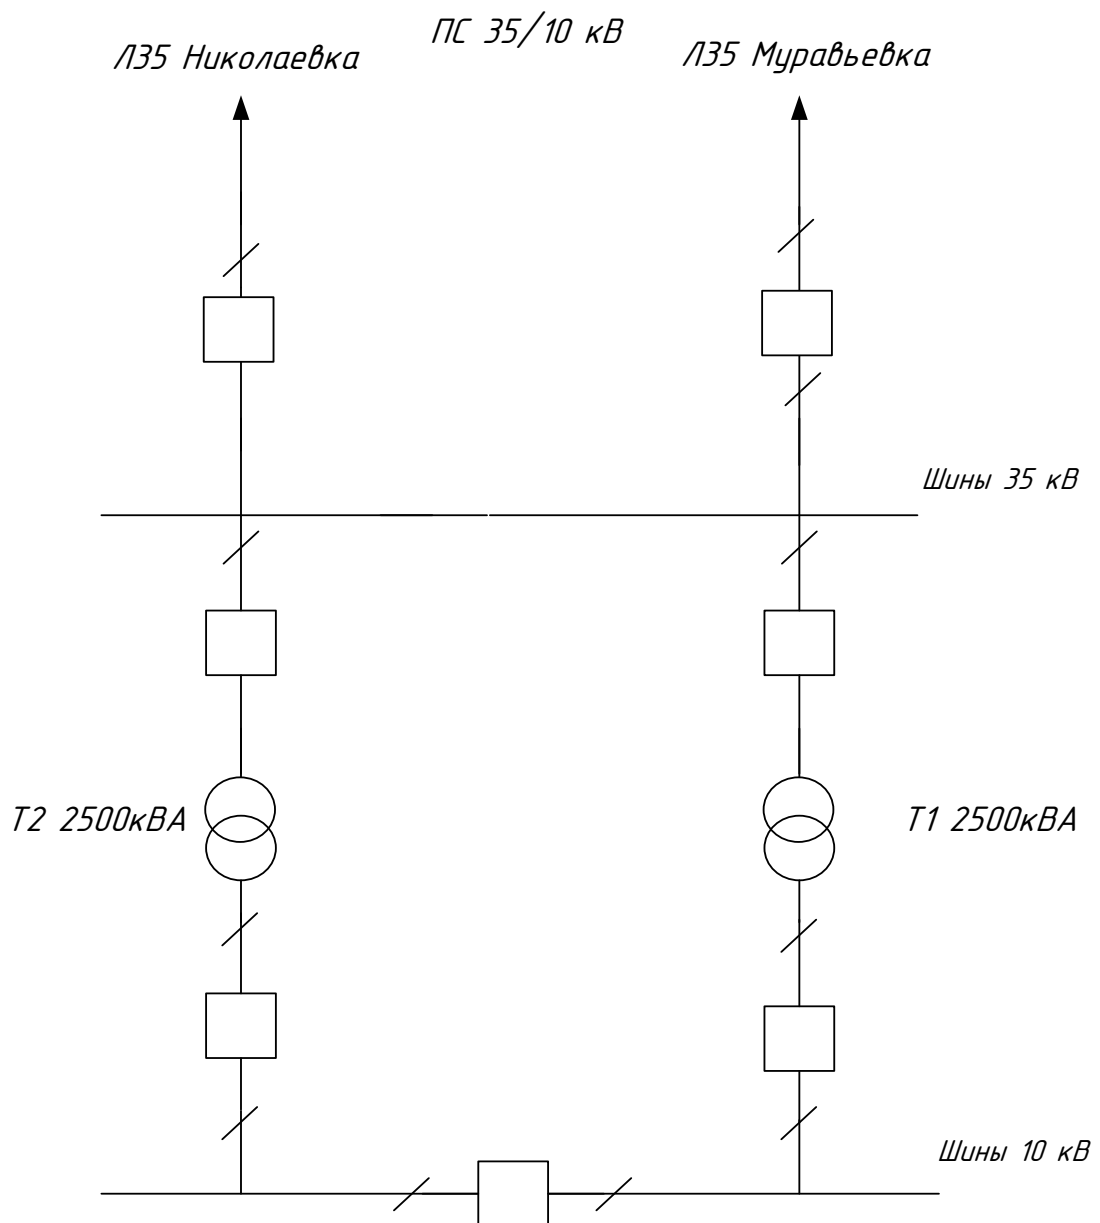 ПС 35/10 кВ
Л35 Николаевка
Л35 Муравьевка
Шины 35 кВ
Т2 2500кВА
Т1 2500кВА
Шины 10 кВ